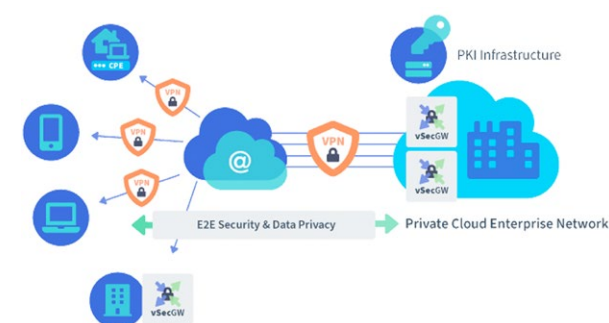 PKI Infrastructure
CPE
VPN
VPN
VPN
VPN
@
vSecGW
vSecGW
E2E Security & Data Privacy
Private Cloud Enterprise Network
vSecGW